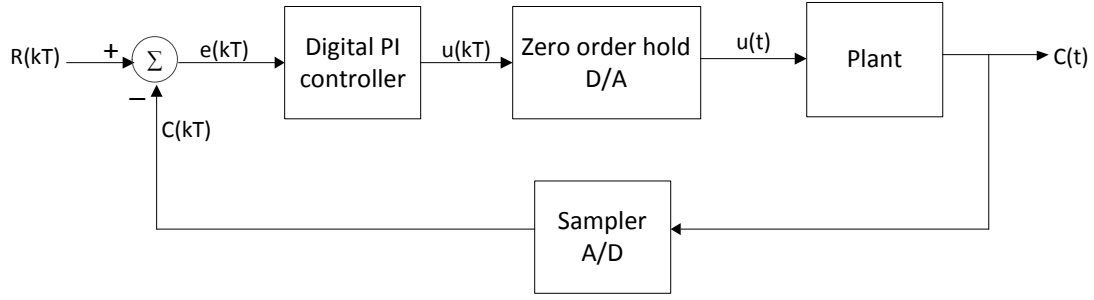 R(kT)
+
Σ
−
e(kT)
Digital PI
controller
u(kT)
Zero order hold
D/A
u(t)
Plant
C(t)
C(kT)
Sampler
A/D